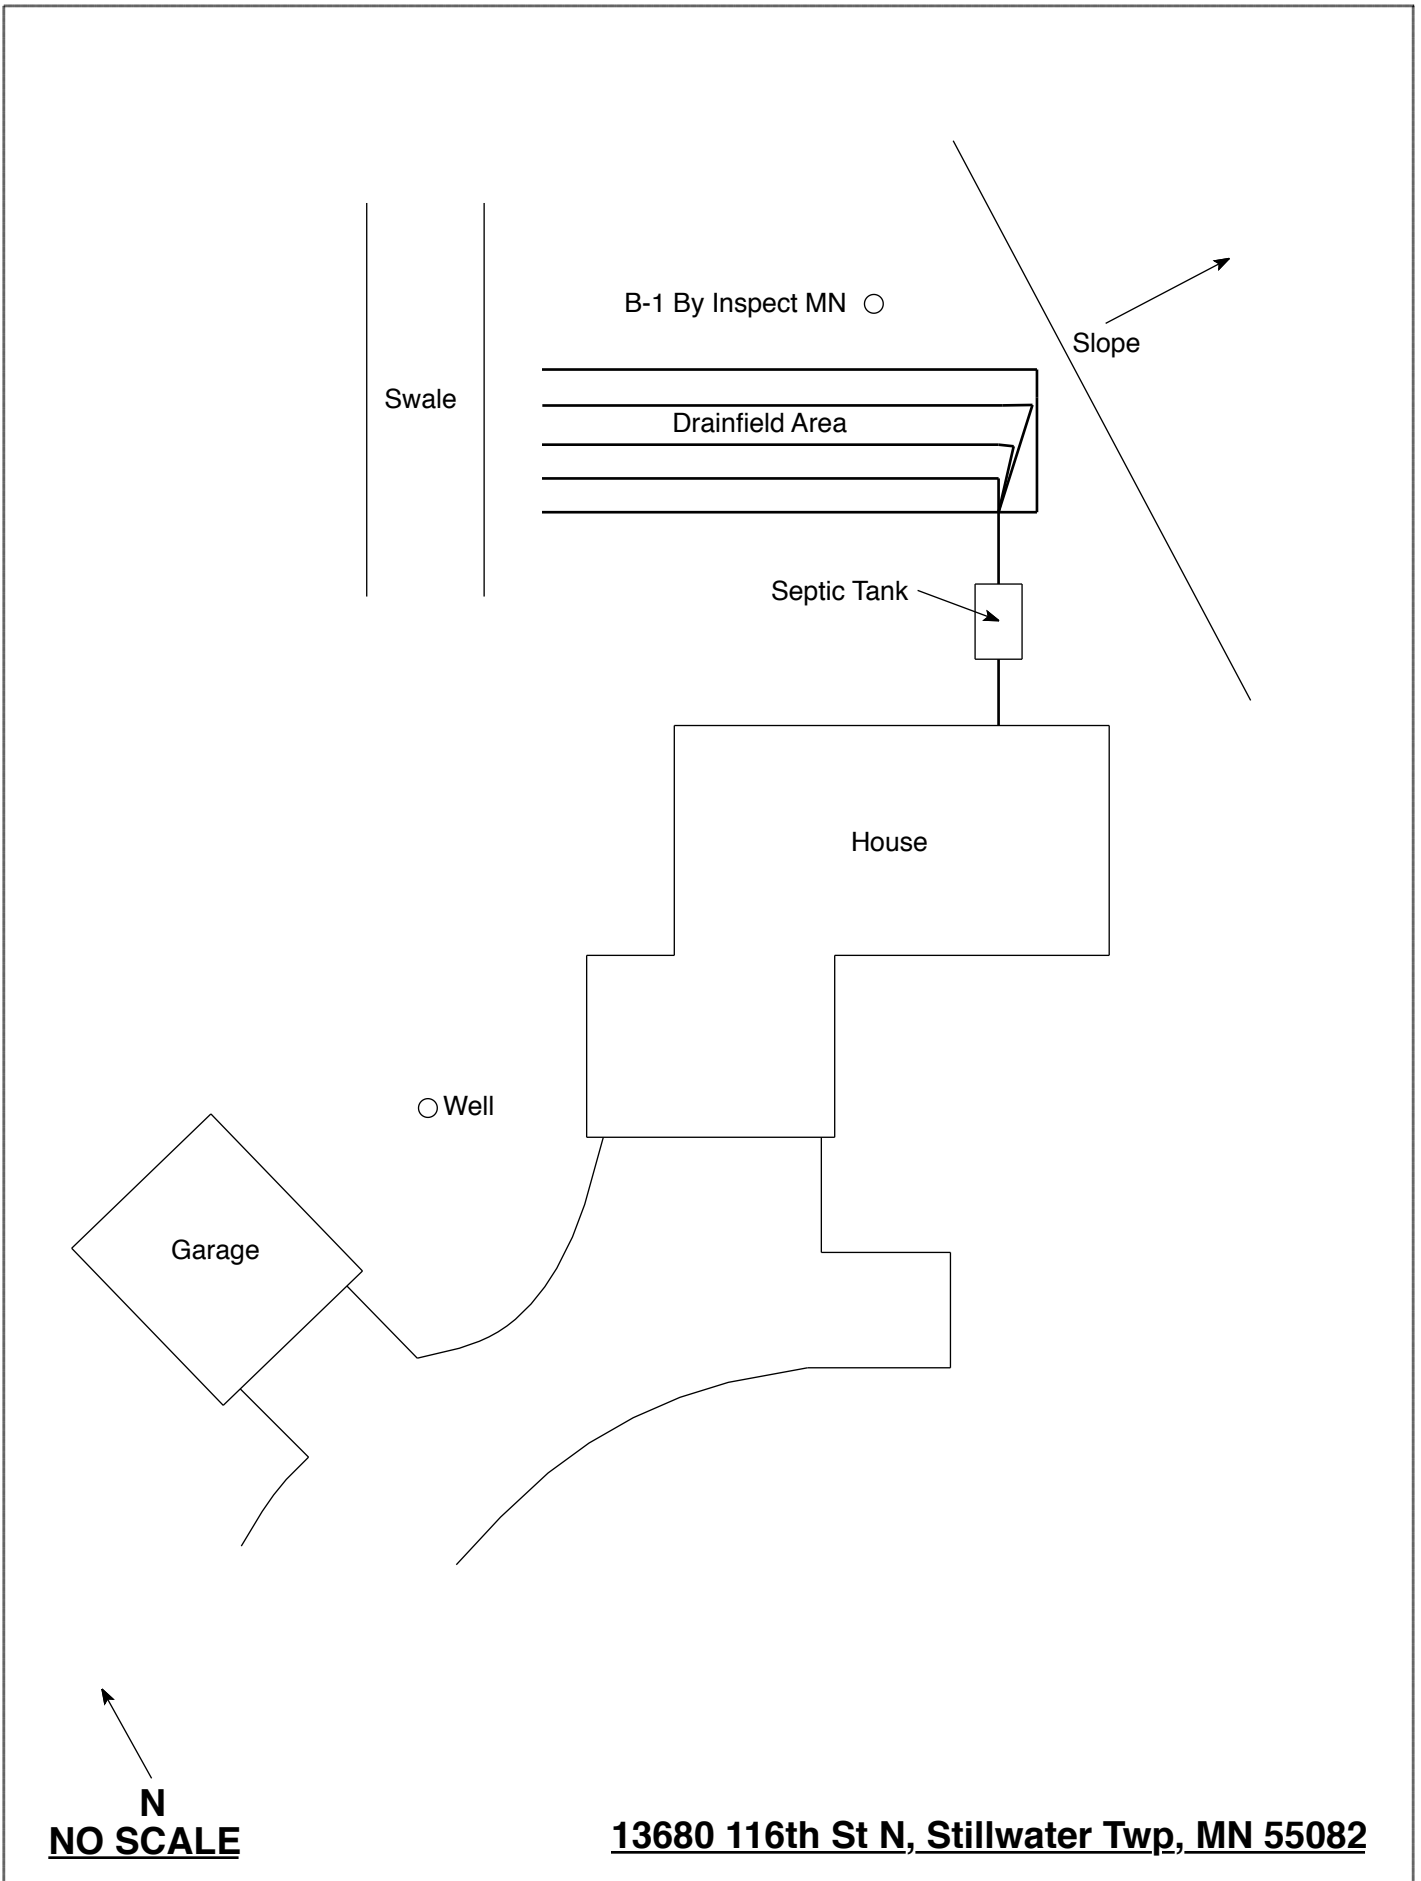 B-1 By Inspect MN
Slope
Swale
Drainfield Area
Septic Tank
House
Well
Garage
N
NO SCALE
13680 116th St N, Stillwater Twp, MN 55082